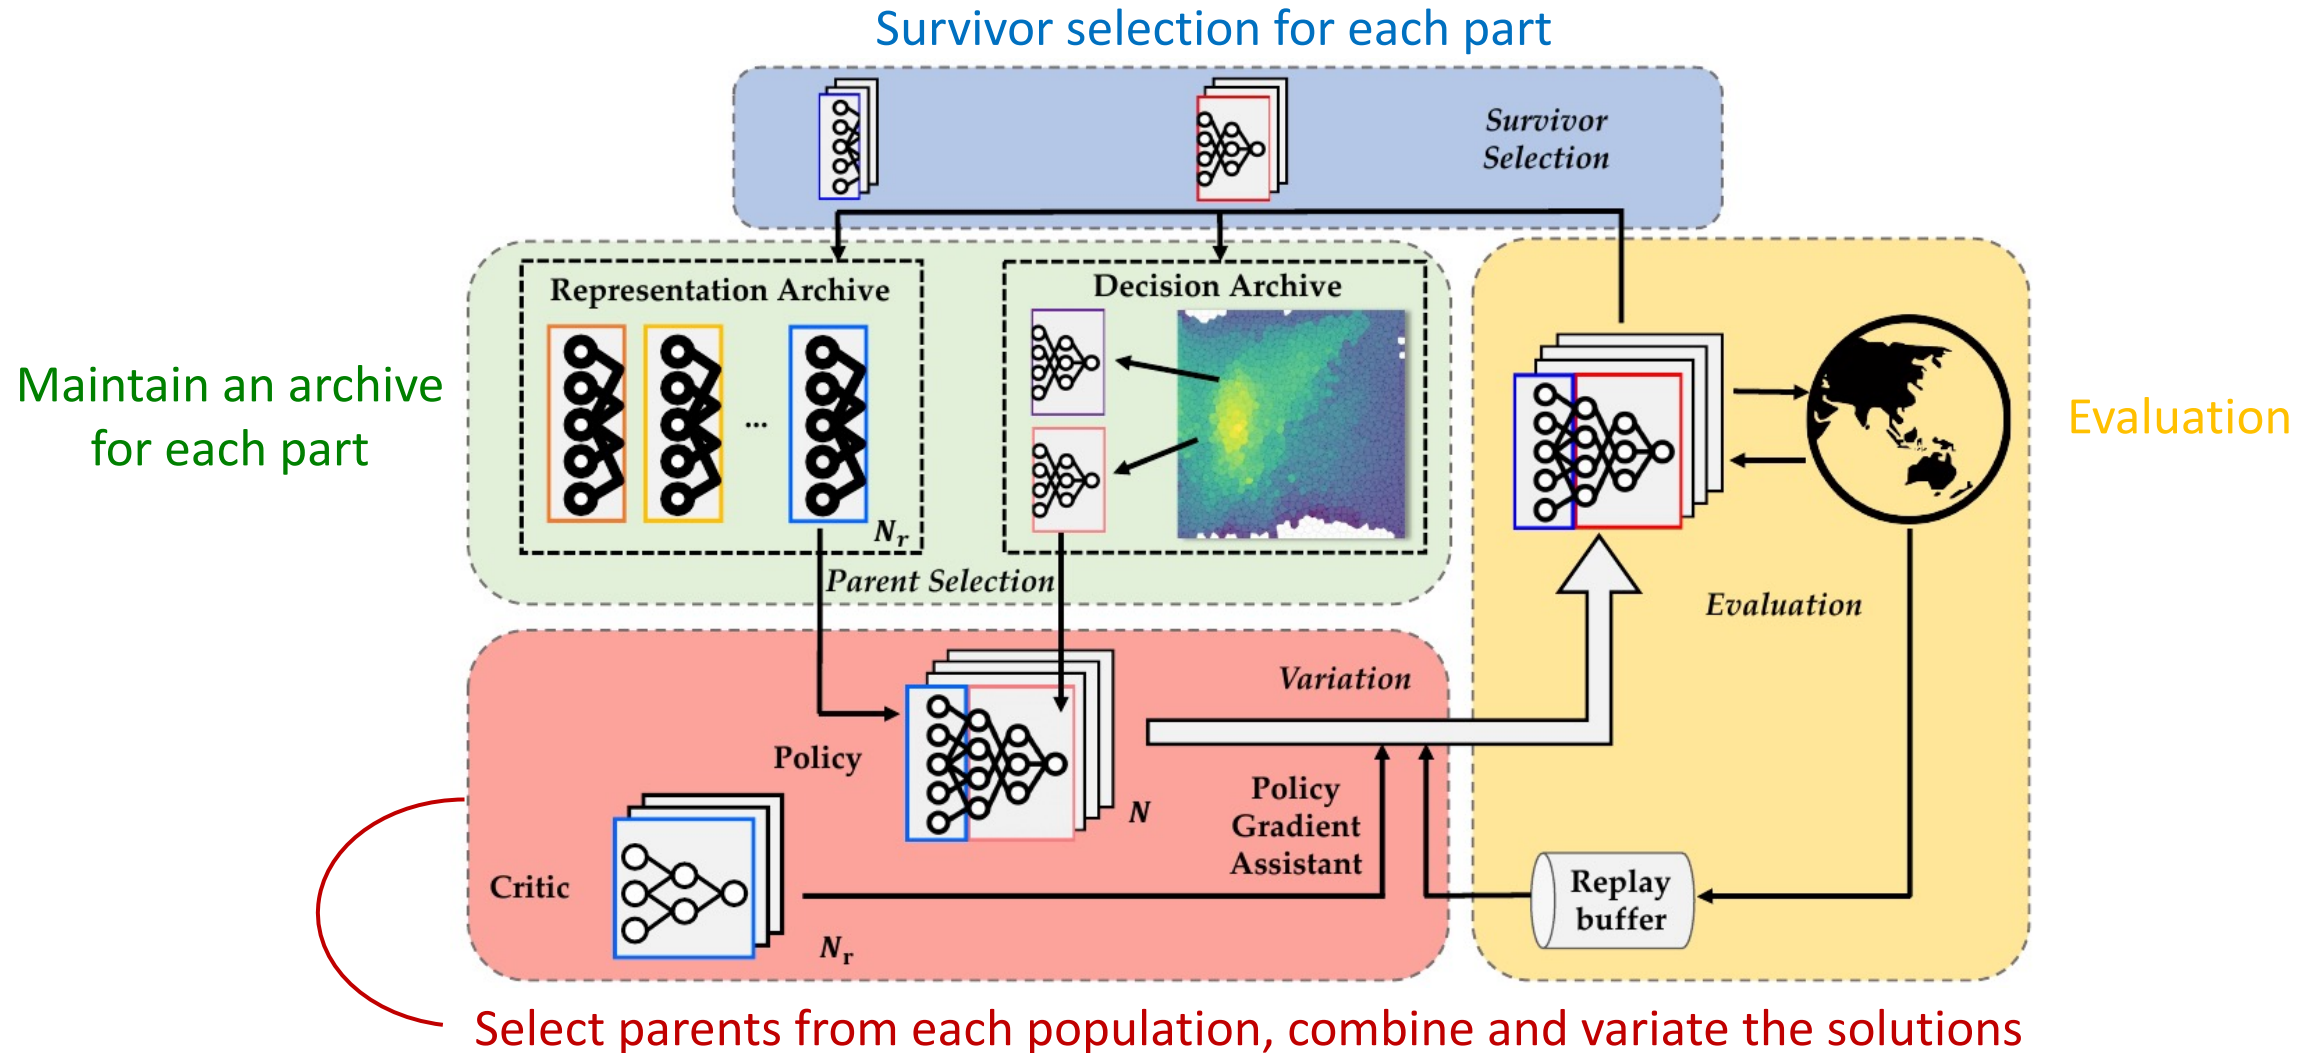 Survivor selection for each part
Survivor
Selection
Representation Archive
Decision Archive
...
N_r
Maintain an archive
for each part
Evaluation
Parent Selection
Evaluation
Variation
Policy
N
Policy
Gradient
Assistant
Critic
N_r
Replay
buffer
Select parents from each population, combine and variate the solutions